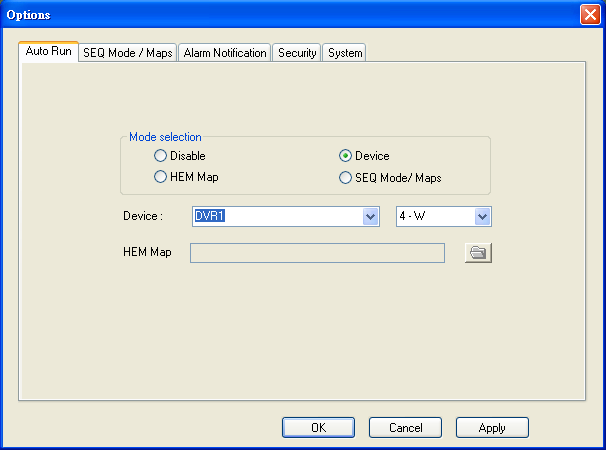 Options
Auto Run SEQ Mode / Maps Alarm Notification Security System
Mode selection
Disable Device
HEM Map SEQ Mode/ Maps
Device : DVR1 4 - W
HEM Map
OK Cancel Apply